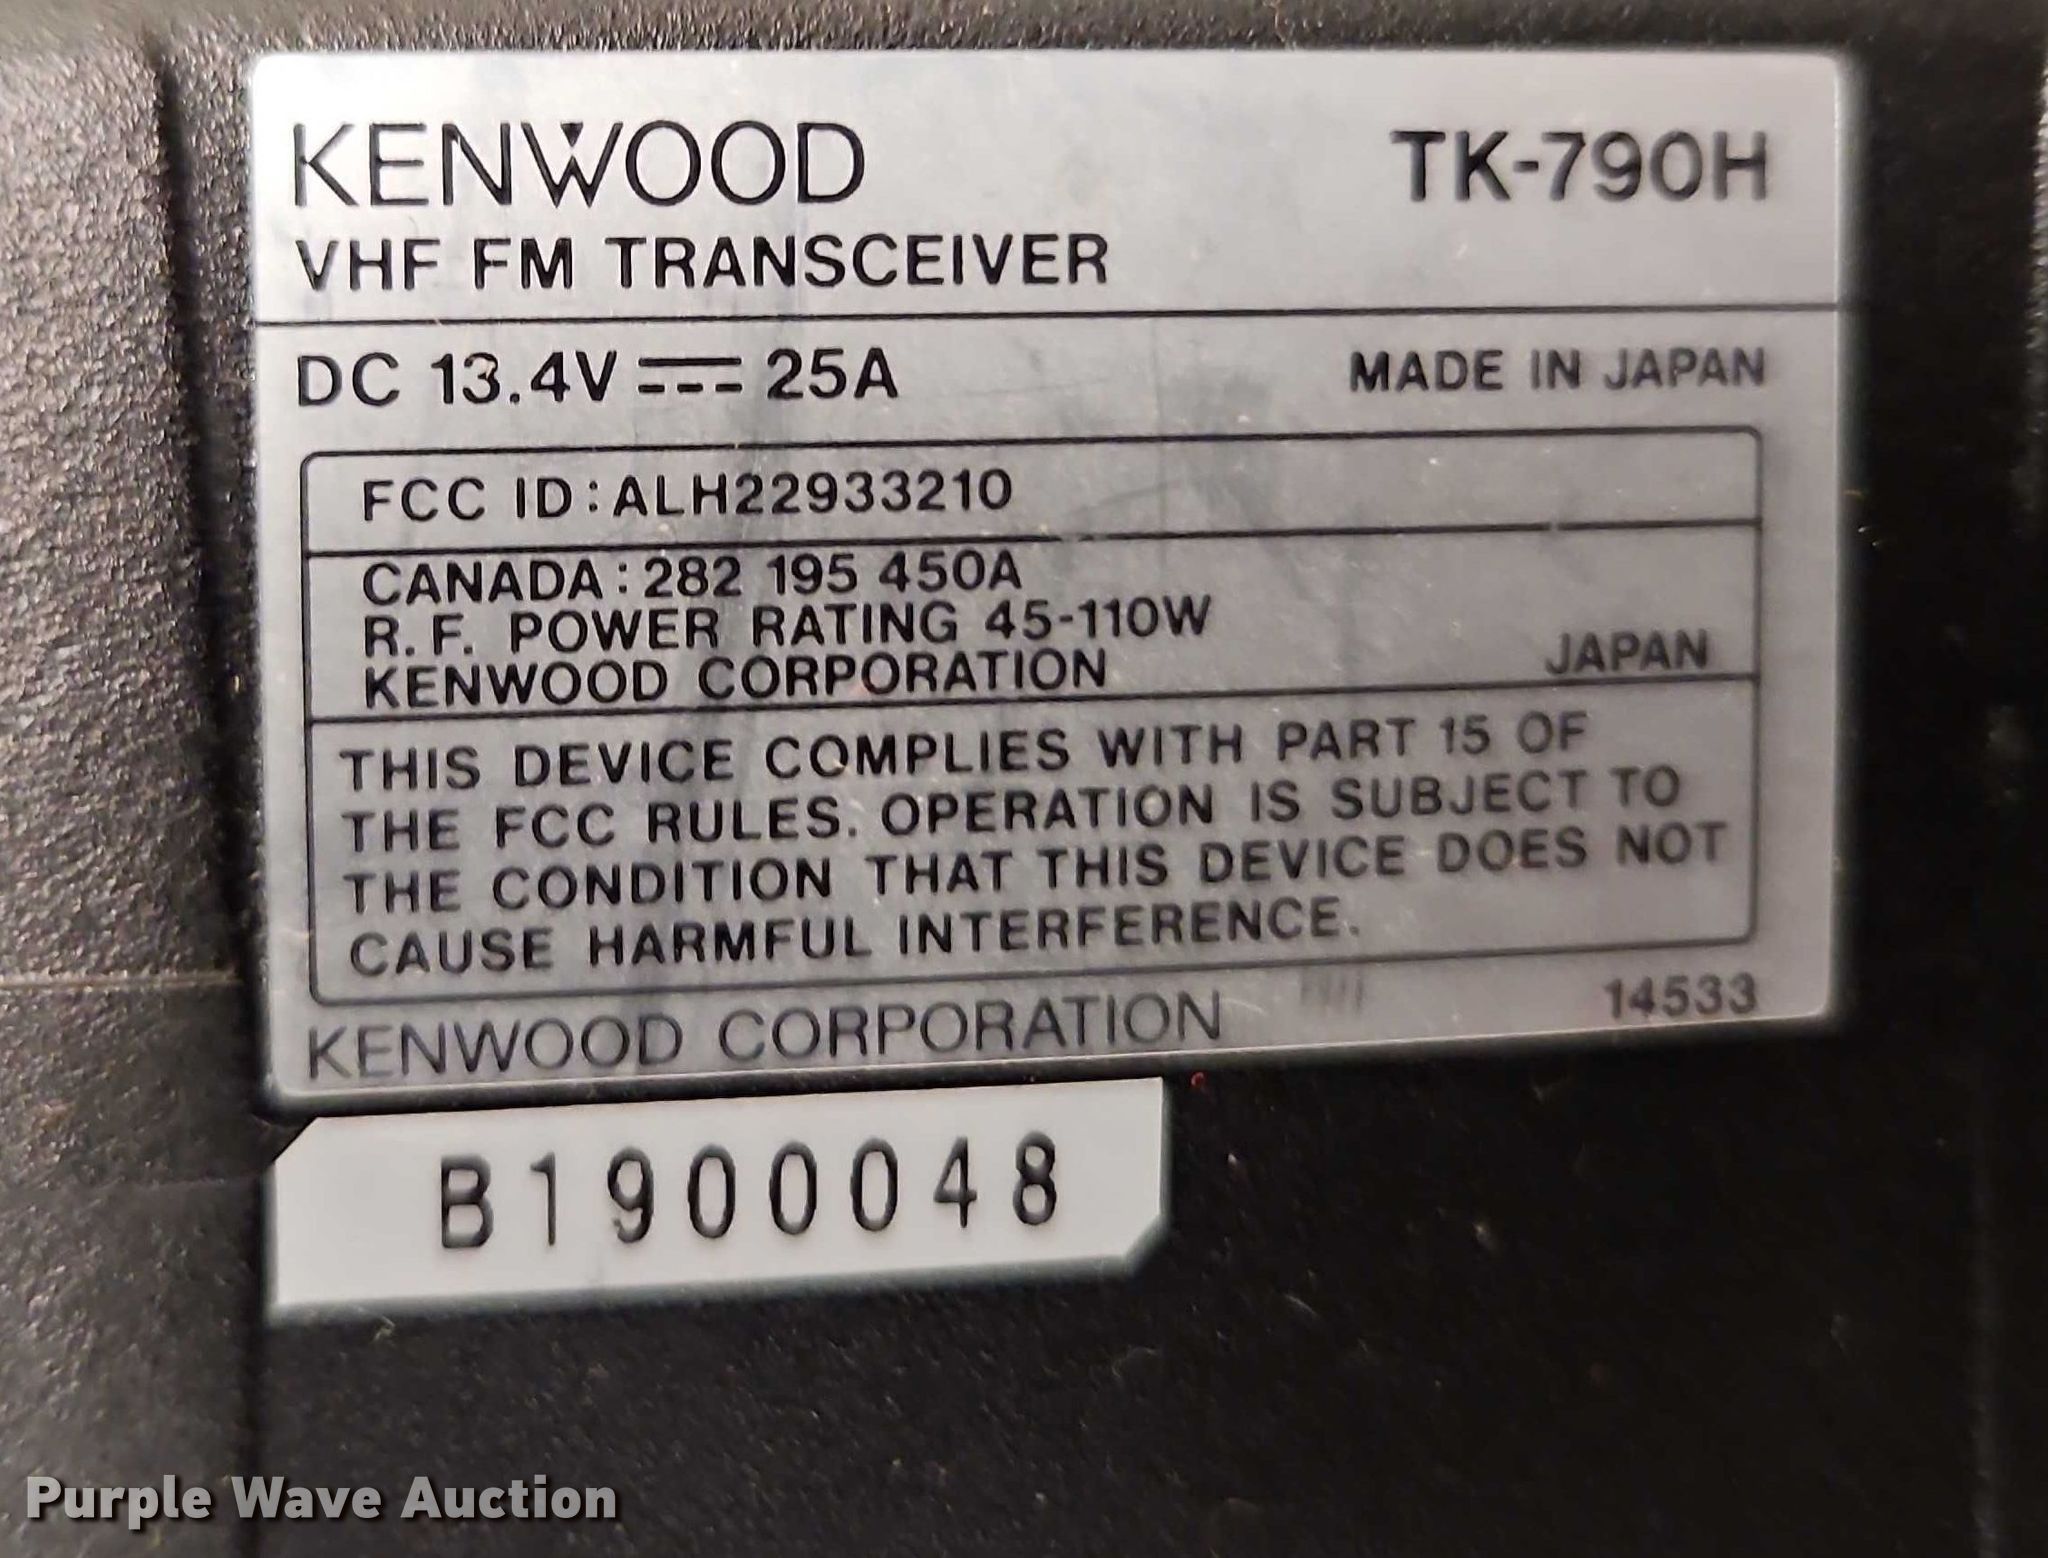 KENWOOD TK-790H
VHF FM TRANSCEIVER
DC 13.4V ⎓ 25A MADE IN JAPAN
FCC ID:ALH22933210
CANADA:282 195 450A
R.F. POWER RATING 45-110W
KENWOOD CORPORATION JAPAN
THIS DEVICE COMPLIES WITH PART 15 OF
THE FCC RULES. OPERATION IS SUBJECT TO
THE CONDITION THAT THIS DEVICE DOES NOT
CAUSE HARMFUL INTERFERENCE.
KENWOOD CORPORATION 14533
B1900048
Purple Wave Auction